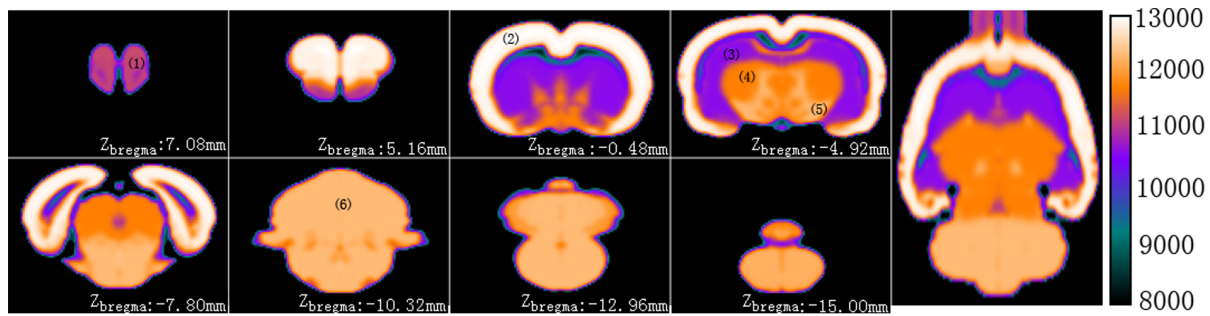 (1)
(2)
(3)
(4)
(5)
Zbregma:7.08mm
Zbregma:5.16mm
Zbregma:-0.48mm
Zbregma:-4.92mm
(6)
Zbregma:-7.80mm
Zbregma:-10.32mm
Zbregma:-12.96mm
Zbregma:-15.00mm
13000
12000
11000
10000
9000
8000